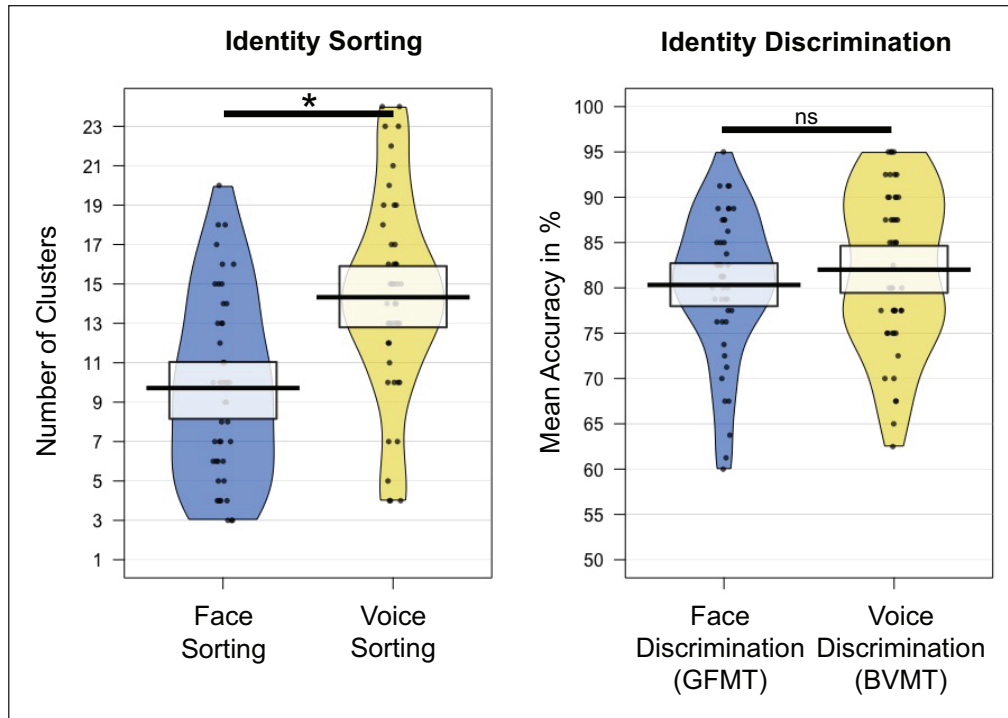 Identity Sorting
Number of Clusters
23
21
19
17
15
13
11
9
7
5
3
1
*
Face
Sorting
Voice
Sorting
Identity Discrimination
Mean Accuracy in %
100
95
90
85
80
75
70
65
60
55
50
ns
Face
Discrimination
(GFMT)
Voice
Discrimination
(BVMT)